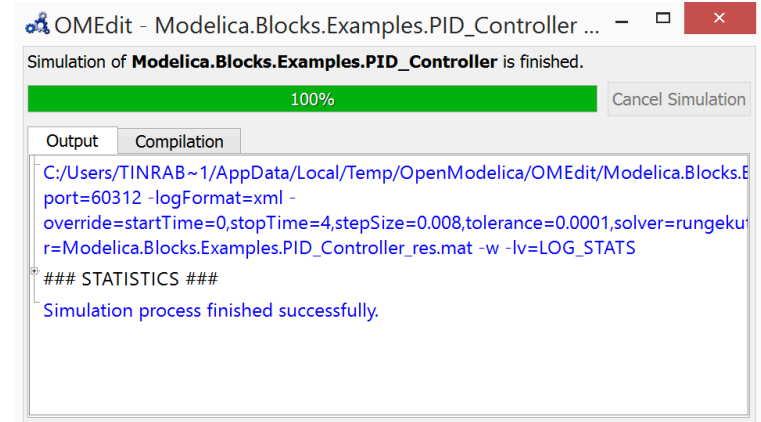 OMEdit - Modelica.Blocks.Examples.PID_Controller ...
Simulation of Modelica.Blocks.Examples.PID_Controller is finished.
100%
Cancel Simulation
Output
Compilation
C:/Users/TINRAB~1/AppData/Local/Temp/OpenModelica/OMEdit/Modelica.Blocks.E
port=60312 -logFormat=xml -
override=startTime=0,stopTime=4,stepSize=0.008,tolerance=0.0001,solver=rungekut
r=Modelica.Blocks.Examples.PID_Controller_res.mat -w -lv=LOG_STATS
### STATISTICS ###
Simulation process finished successfully.